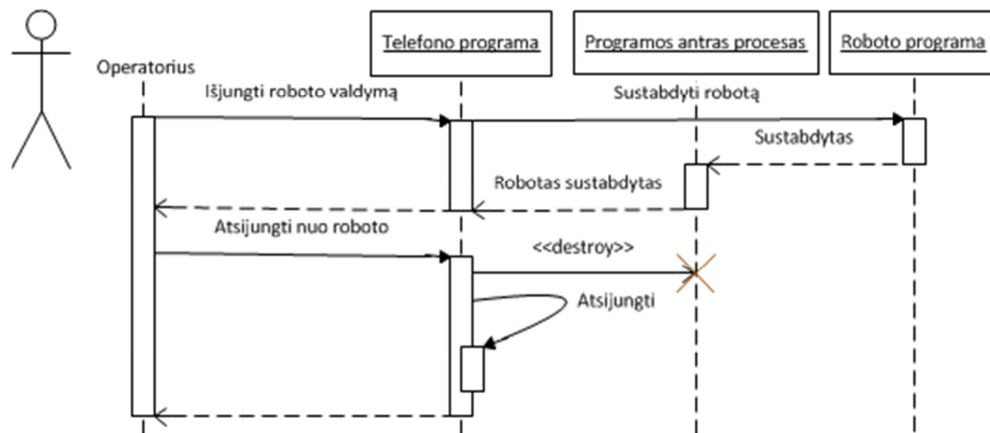 Telefono programa
Programos antras procesas
Roboto programa
Operatorius
Išjungti roboto valdymą
Sustabdyti robotą
Sustabdytas
Robotas sustabdytas
Atsijungti nuo roboto
<<destroy>>
Atsijungti